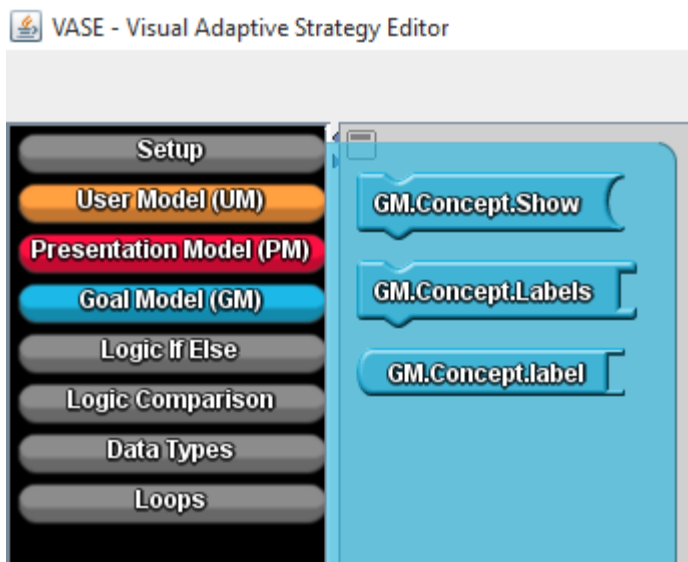 VASE - Visual Adaptive Strategy Editor
Setup
User Model (UM)
Presentation Model (PM)
Goal Model (GM)
Logic If Else
Logic Comparison
Data Types
Loops
GM.Concept.Show
GM.Concept.Labels
GM.Concept.label